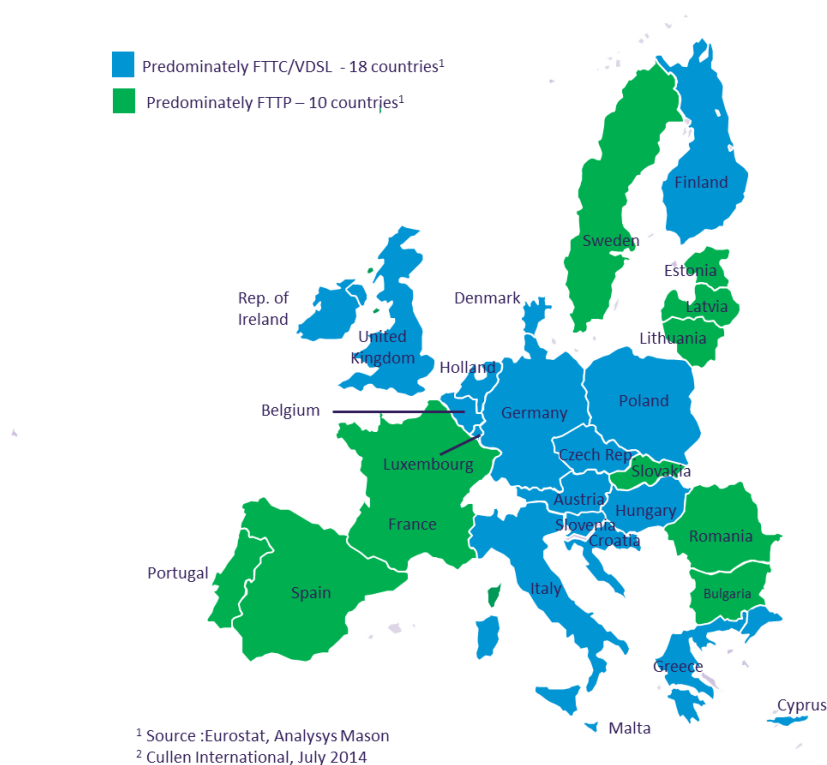 Predominately FTTC/VDSL - 18 countries¹
Predominately FTTP – 10 countries¹
Finland
Sweden
Estonia
Rep. of
Ireland
Denmark
Latvia
United
Kingdom
Lithuania
Holland
Belgium
Germany
Poland
Luxembourg
Czech Rep.
Slovakia
Austria
Hungary
France
Slovenia
Croatia
Romania
Portugal
Spain
Italy
Bulgaria
Greece
Cyprus
Malta
¹ Source :Eurostat, Analysys Mason
² Cullen International, July 2014